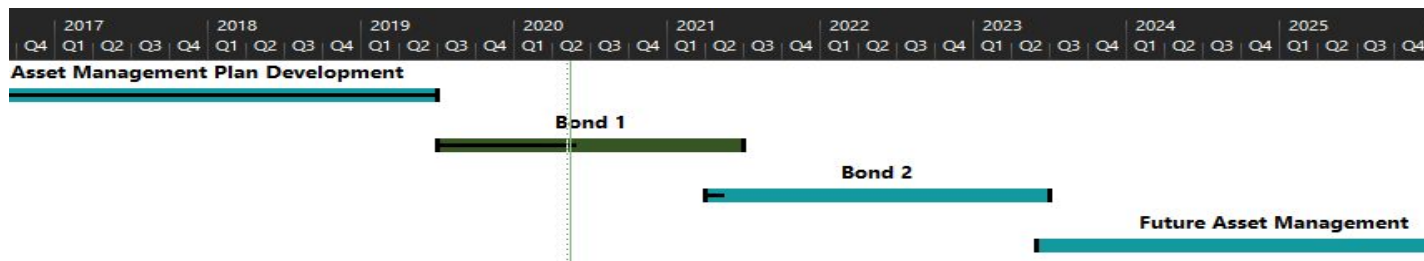 2017 2018 2019 2020 2021 2022 2023 2024 2025
Q4 Q1 Q2 Q3 Q4 Q1 Q2 Q3 Q4 Q1 Q2 Q3 Q4 Q1 Q2 Q3 Q4 Q1 Q2 Q3 Q4 Q1 Q2 Q3 Q4 Q1 Q2 Q3 Q4 Q1 Q2 Q3 Q4 Q1 Q2 Q3 Q4
Asset Management Plan Development
Bond 1
Bond 2
Future Asset Management